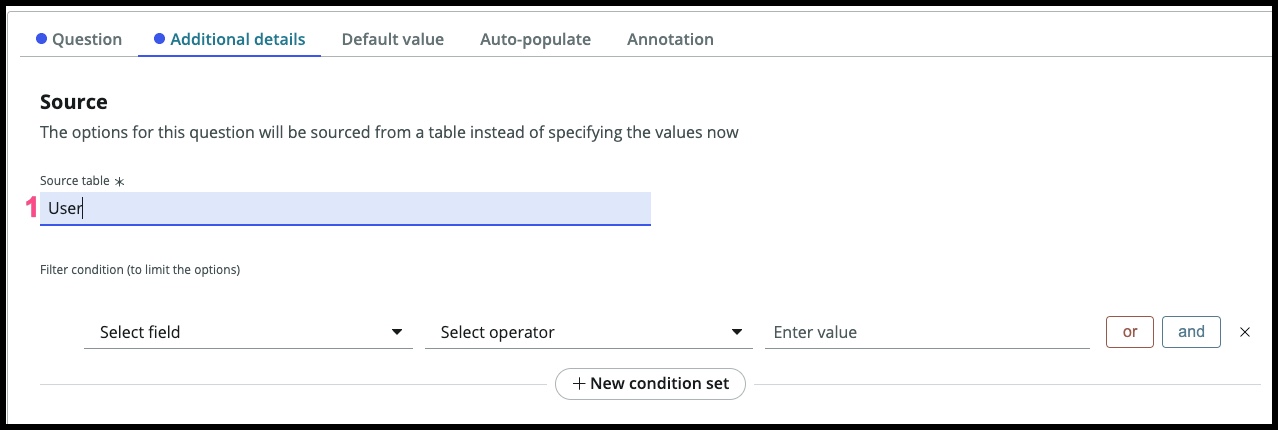 Question Additional details Default value Auto-populate Annotation
Source
The options for this question will be sourced from a table instead of specifying the values now
Source table *
1 User
Filter condition (to limit the options)
Select field Select operator Enter value or and ×
+ New condition set